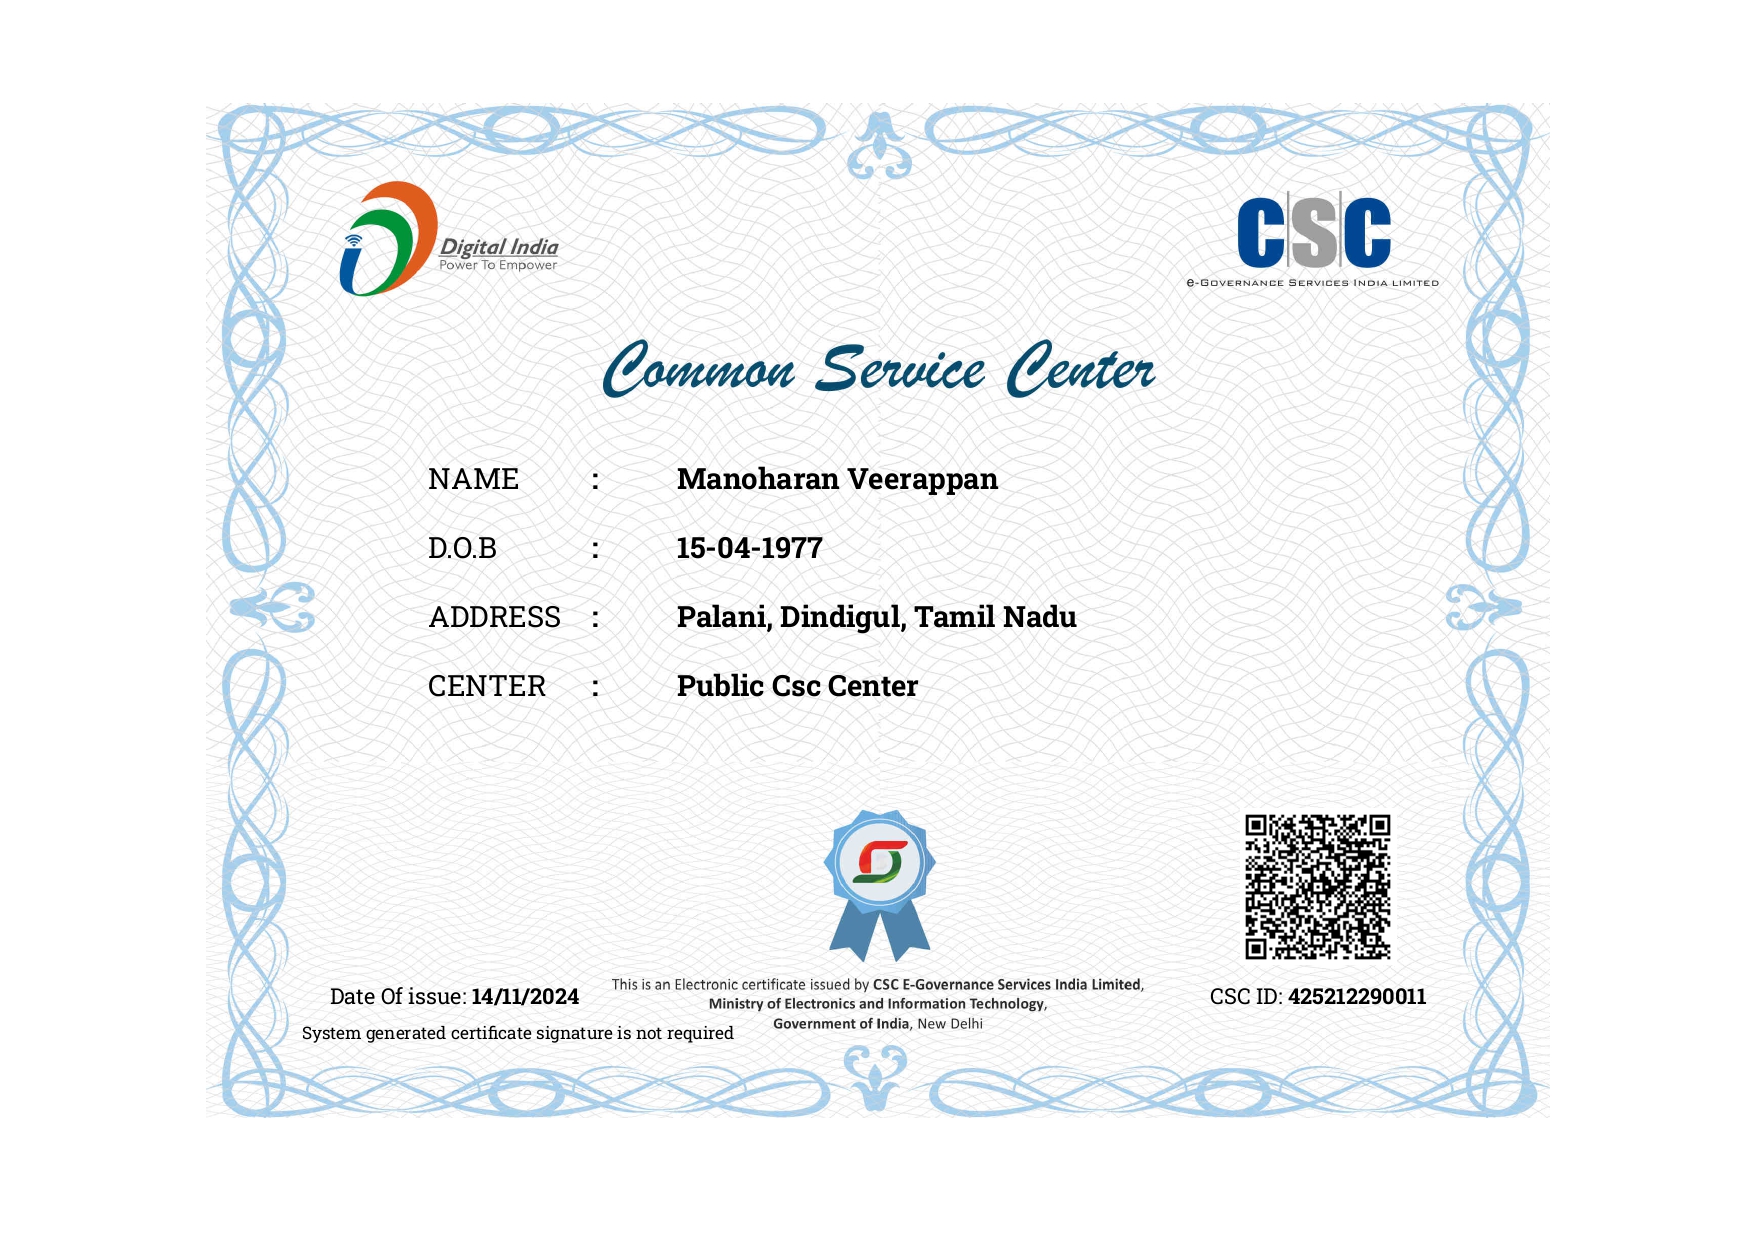 Digital India
Power To Empower
CSC
e-Governance Services India Limited
Common Service Center
NAME : Manoharan Veerappan
D.O.B : 15-04-1977
ADDRESS : Palani, Dindigul, Tamil Nadu
CENTER : Public Csc Center
This is an Electronic certificate issued by CSC E-Governance Services India Limited,
Ministry of Electronics and Information Technology,
Government of India, New Delhi
Date Of issue: 14/11/2024
System generated certificate signature is not required
CSC ID: 425212290011